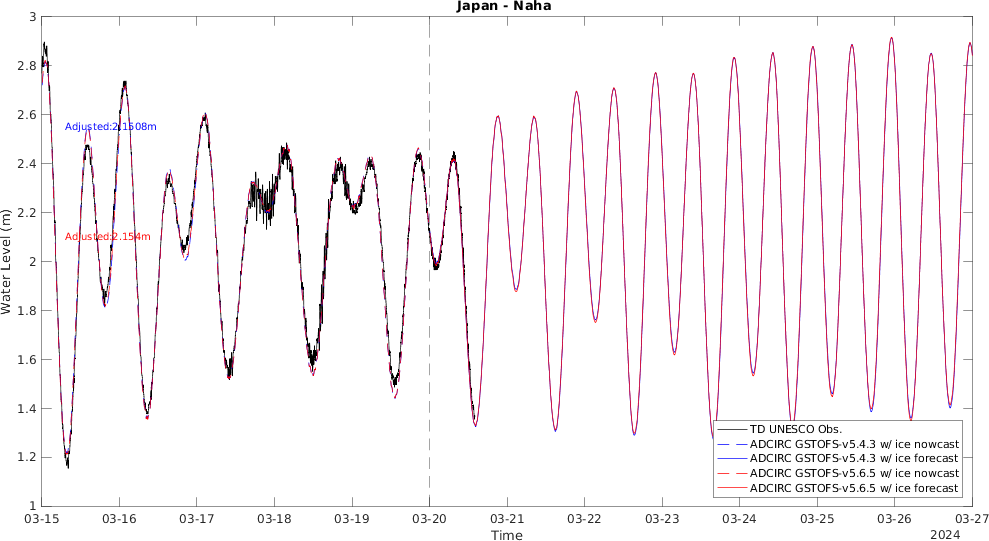 Japan - Naha
Water Level (m)
3
2.8
2.6
2.4
2.2
2
1.8
1.6
1.4
1.2
1
Adjusted:2.1508m
Adjusted:2.154m
TD UNESCO Obs.
ADCIRC GSTOFS-v5.4.3 w/ ice nowcast
ADCIRC GSTOFS-v5.4.3 w/ ice forecast
ADCIRC GSTOFS-v5.6.5 w/ ice nowcast
ADCIRC GSTOFS-v5.6.5 w/ ice forecast
03-15 03-16 03-17 03-18 03-19 03-20 03-21 03-22 03-23 03-24 03-25 03-26 03-27
Time
2024